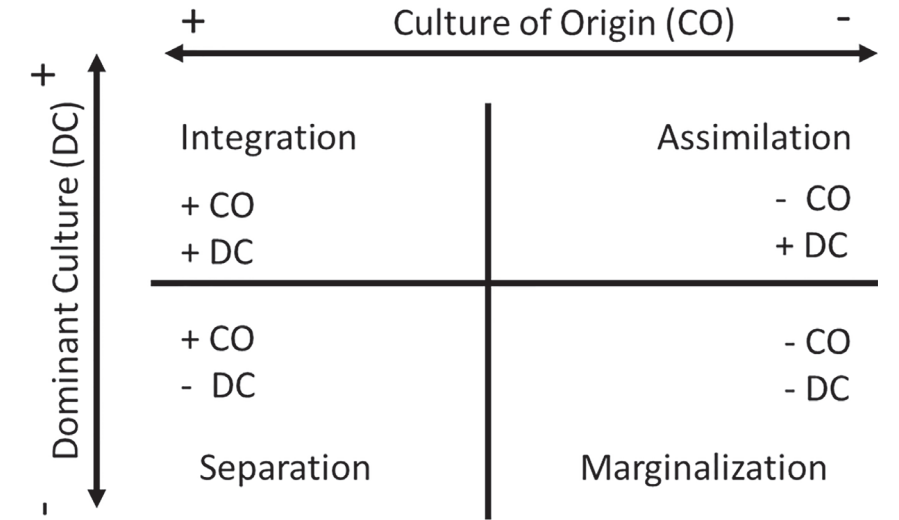 + Culture of Origin (CO) -
+
Dominant Culture (DC)
-
Integration
+ CO
+ DC
Assimilation
- CO
+ DC
+ CO
- DC
Separation
- CO
- DC
Marginalization